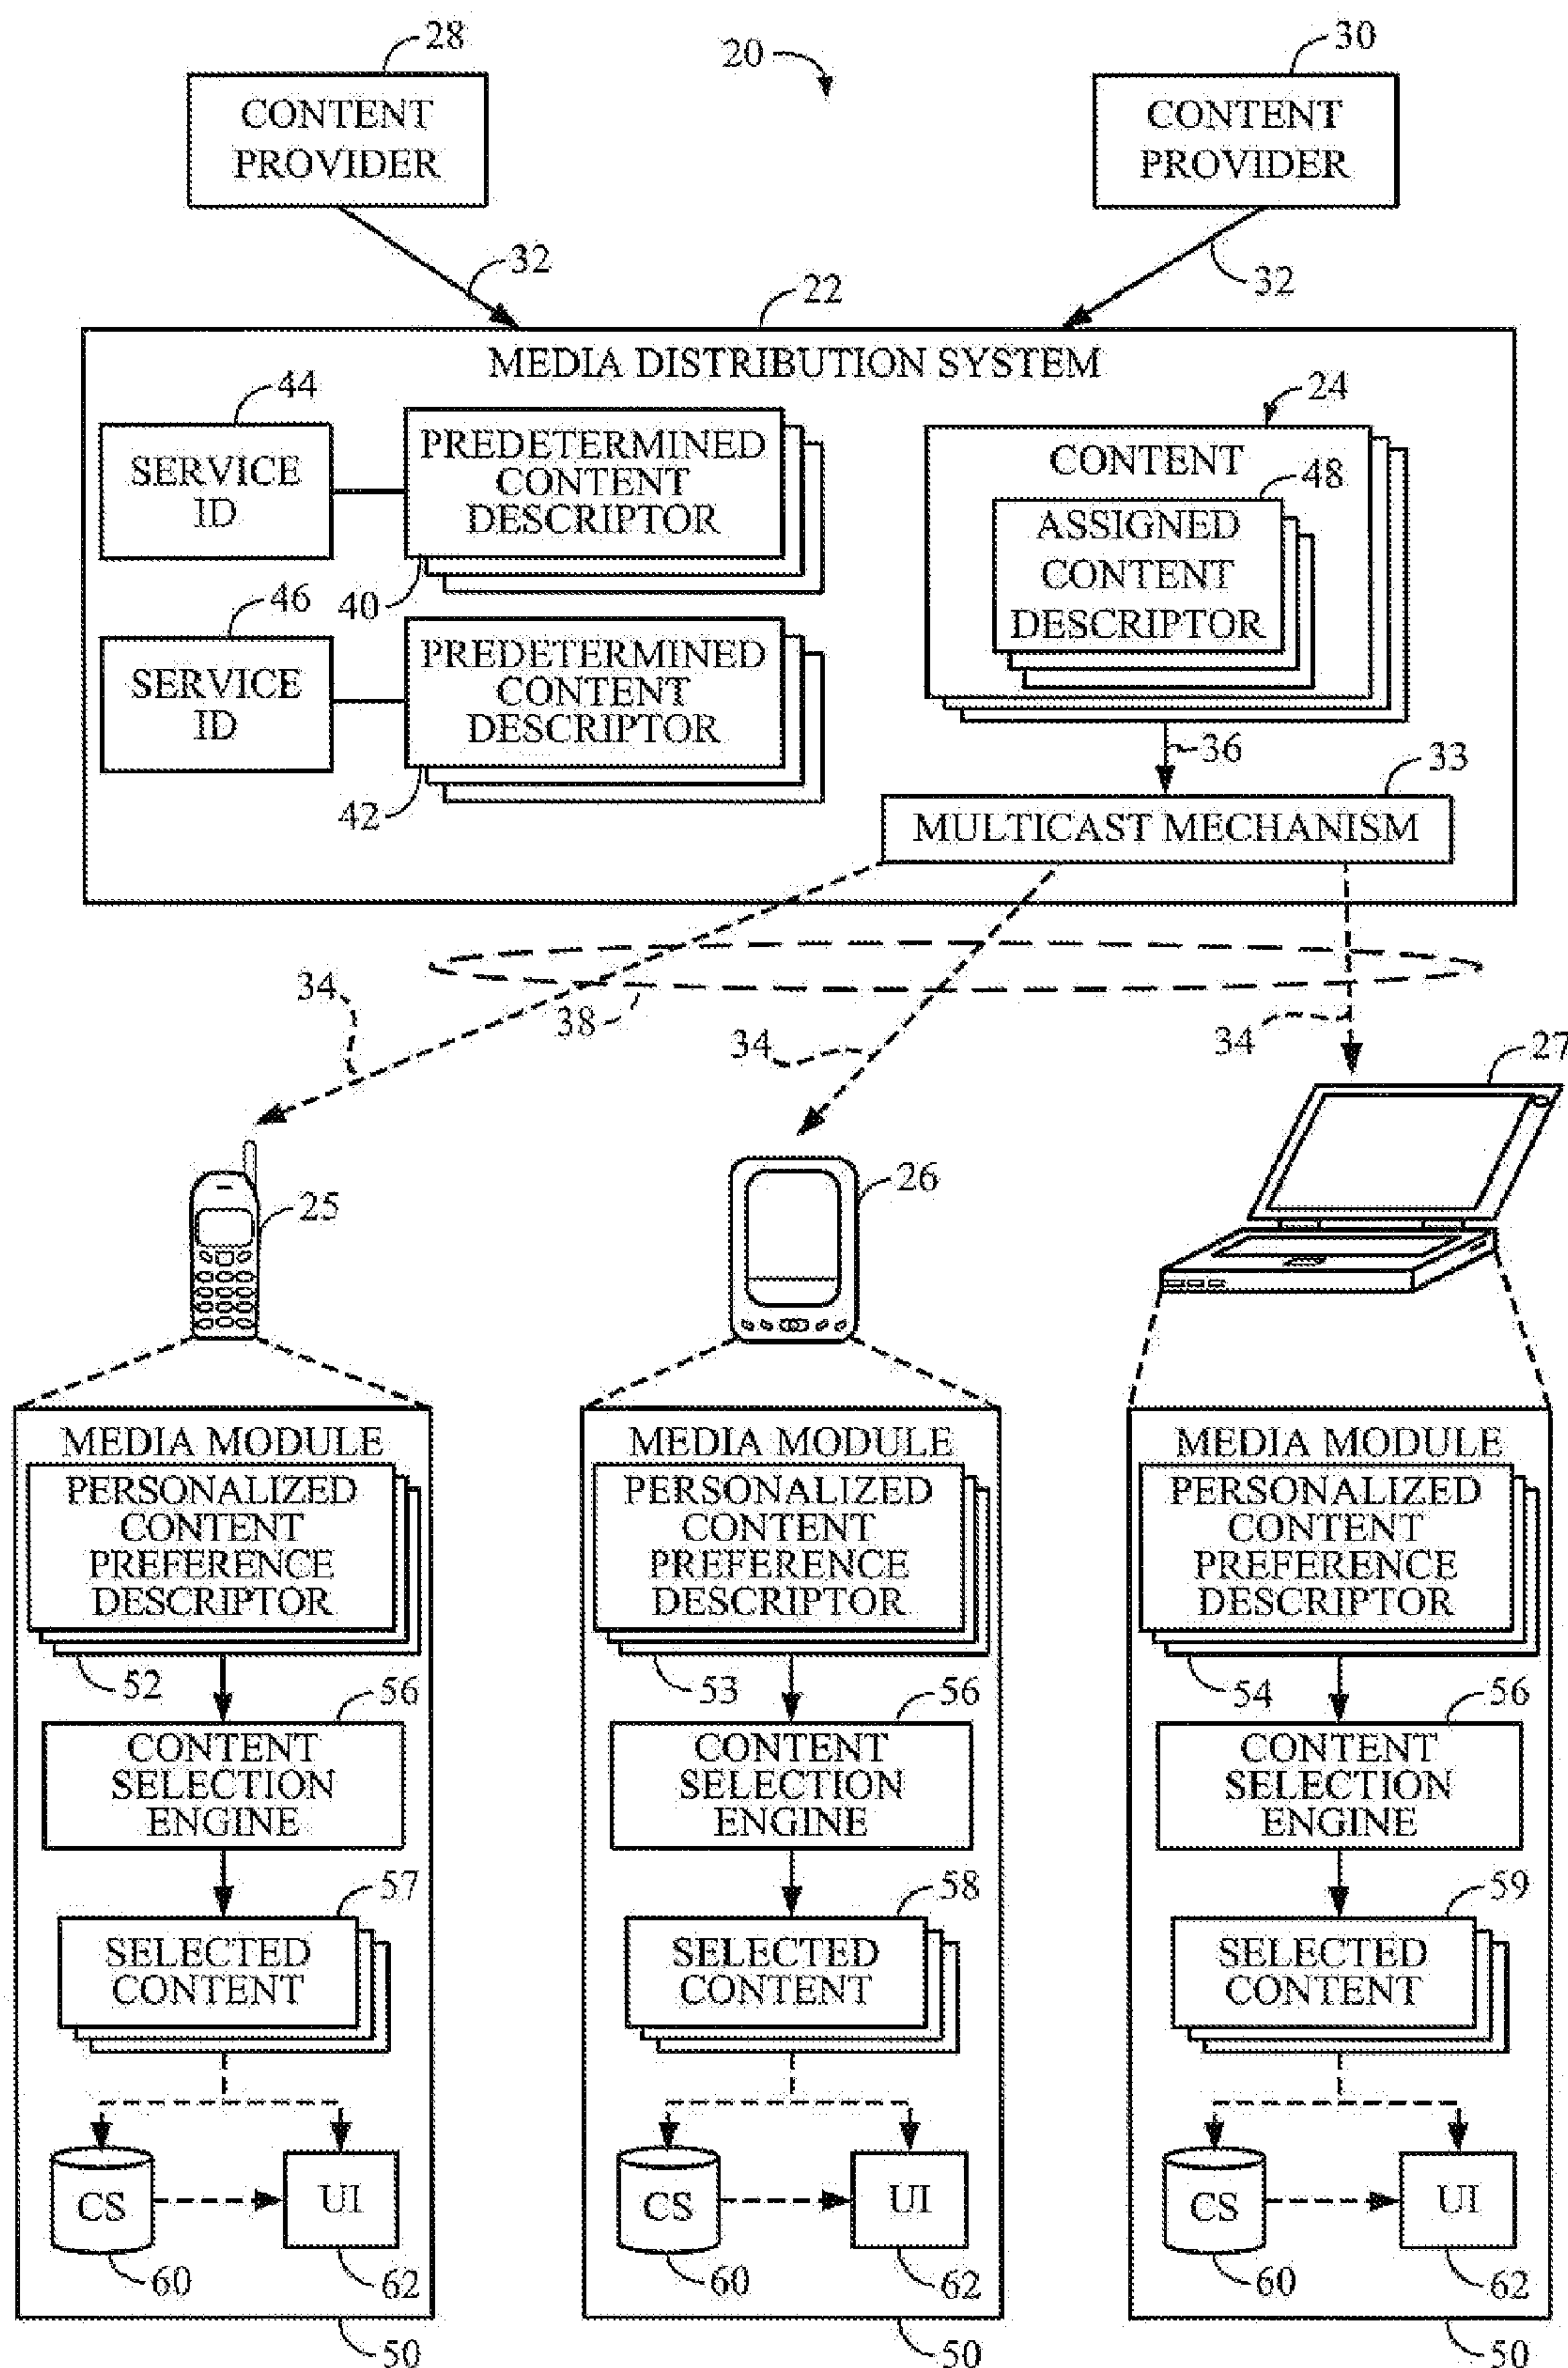 28
20
30
CONTENT
PROVIDER
CONTENT
PROVIDER
32
32
22
MEDIA DISTRIBUTION SYSTEM
44
SERVICE
ID
PREDETERMINED
CONTENT
DESCRIPTOR
40
24
CONTENT
48
ASSIGNED
CONTENT
DESCRIPTOR
46
SERVICE
ID
PREDETERMINED
CONTENT
DESCRIPTOR
42
36
33
MULTICAST MECHANISM
34
38
34
34
27
25
26
MEDIA MODULE
PERSONALIZED
CONTENT
PREFERENCE
DESCRIPTOR
52
56
CONTENT
SELECTION
ENGINE
57
SELECTED
CONTENT
CS
UI
60
62
50
MEDIA MODULE
PERSONALIZED
CONTENT
PREFERENCE
DESCRIPTOR
53
56
CONTENT
SELECTION
ENGINE
58
SELECTED
CONTENT
CS
UI
60
62
50
MEDIA MODULE
PERSONALIZED
CONTENT
PREFERENCE
DESCRIPTOR
54
56
CONTENT
SELECTION
ENGINE
59
SELECTED
CONTENT
CS
UI
60
62
50